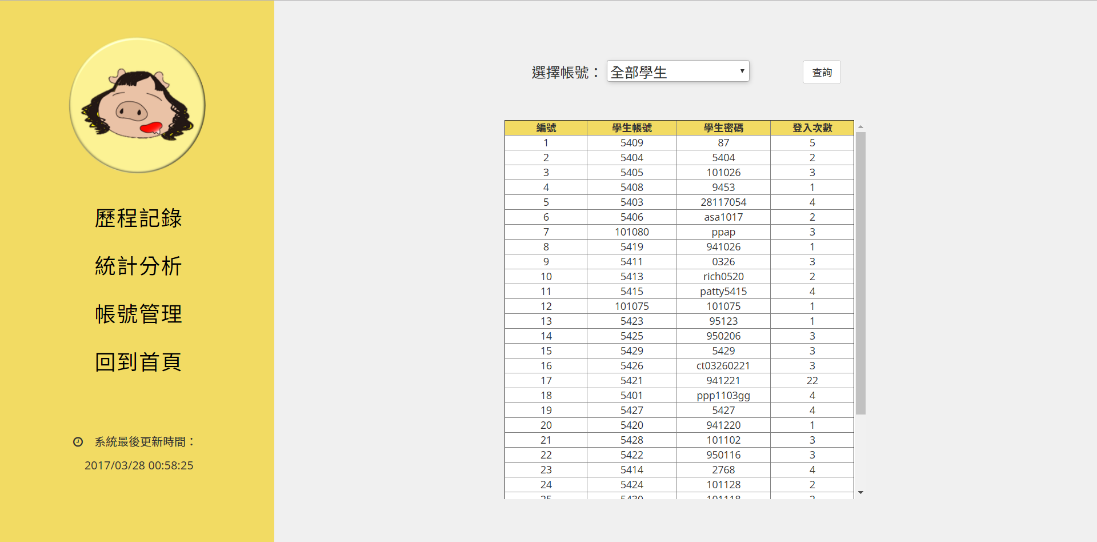 選擇帳號： 全部學生 查詢
編號 學生帳號 學生密碼 登入次數
1 5409 87 5
2 5404 5404 2
3 5405 101026 3
4 5408 9453 1
5 5403 28117054 4
6 5406 asa1017 2
7 101080 ppap 3
8 5419 941026 1
9 5411 0326 3
10 5413 rich0520 2
11 5415 patty5415 4
12 101075 101075 1
13 5423 95123 1
14 5425 950206 3
15 5429 5429 3
16 5426 ct03260221 3
17 5421 941221 22
18 5401 ppp1103gg 4
19 5427 5427 4
20 5420 941220 1
21 5428 101102 3
22 5422 950116 3
23 5414 2768 4
24 5424 101128 2
歷程記錄
統計分析
帳號管理
回到首頁
系統最後更新時間：
2017/03/28 00:58:25